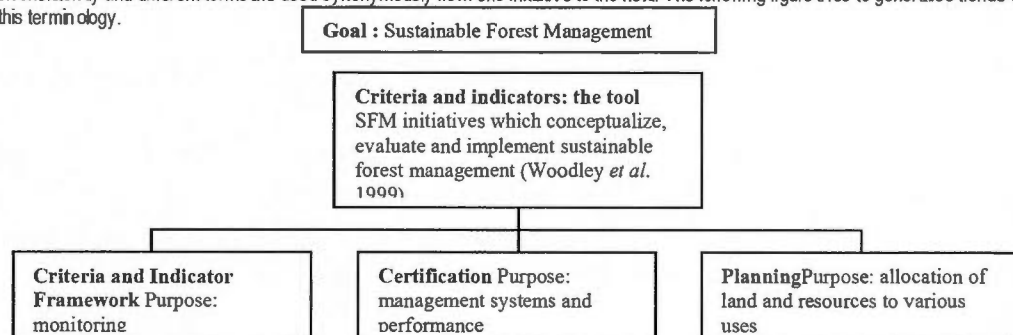 this terminology.
Goal : Sustainable Forest Management
Criteria and indicators: the tool
SFM initiatives which conceptualize,
evaluate and implement sustainable
forest management (Woodley et al.
1999)
Criteria and Indicator
Framework Purpose:
monitoring
Certification Purpose:
management systems and
performance
PlanningPurpose: allocation of
land and resources to various
uses